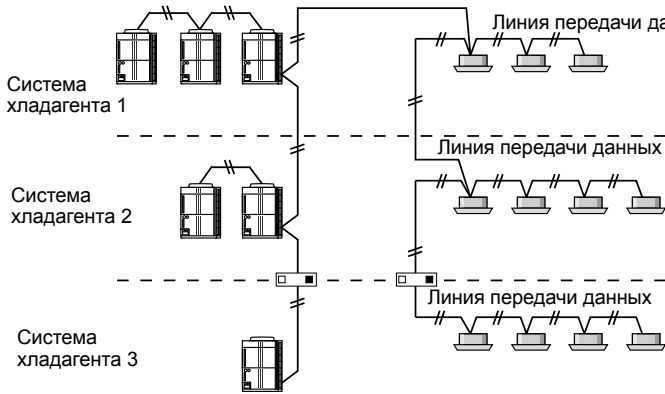 Линия передачи да
Система
хладагента 1
Линия передачи данных
Система
хладагента 2
Линия передачи данных
Система
хладагента 3